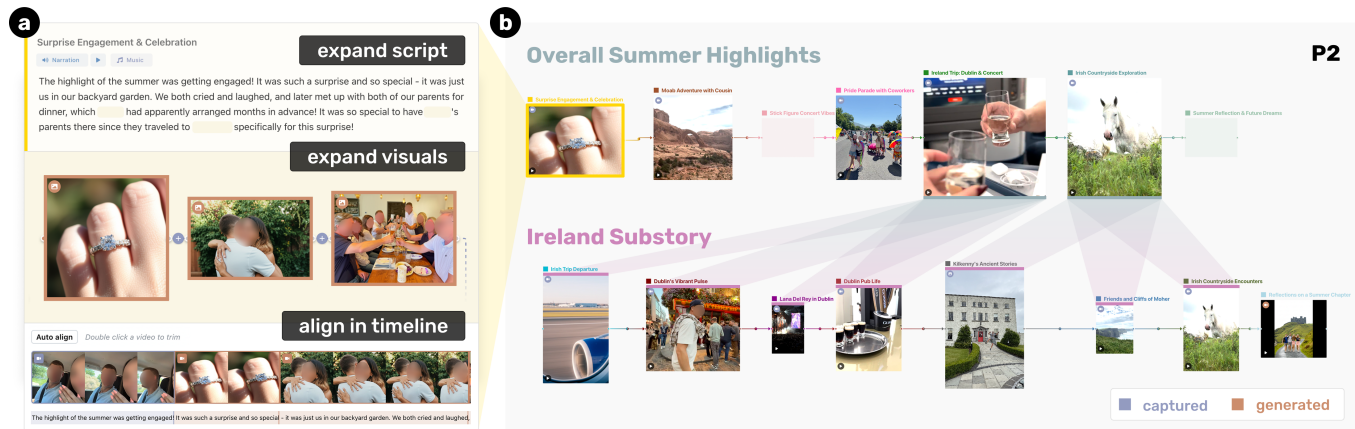 a
Surprise Engagement & Celebration
expand script
Narration
Music
The highlight of the summer was getting engaged! It was such a surprise and so special - it was just
us in our backyard garden. We both cried and laughed, and later met up with both of our parents for
dinner, which had apparently arranged months in advance! It was so special to have 's
parents there since they traveled to specifically for this surprise!
expand visuals
align in timeline
Auto align
Double click a video to trim
The highlight of the summer was getting engaged! It was such a surprise and so special - it was just us in our backyard garden. We both cried and laughed,
b
Overall Summer Highlights
P2
Surprise Engagement & Celebration
Moab Adventure with Cousin
Stick Figure Concert Vibes
Pride Parade with Coworkers
Ireland Trip: Dublin & Concert
Irish Countryside Exploration
Summer Reflection & Future Dreams
Ireland Substory
Irish Trip Departure
Dublin's Vibrant Pulse
Lana Del Rey in Dublin
Dublin Pub Life
Kilkenny's Ancient Stories
Friends and Cliffs of Moher
Irish Countryside Encounters
Reflections on a Summer Chapter
captured
generated